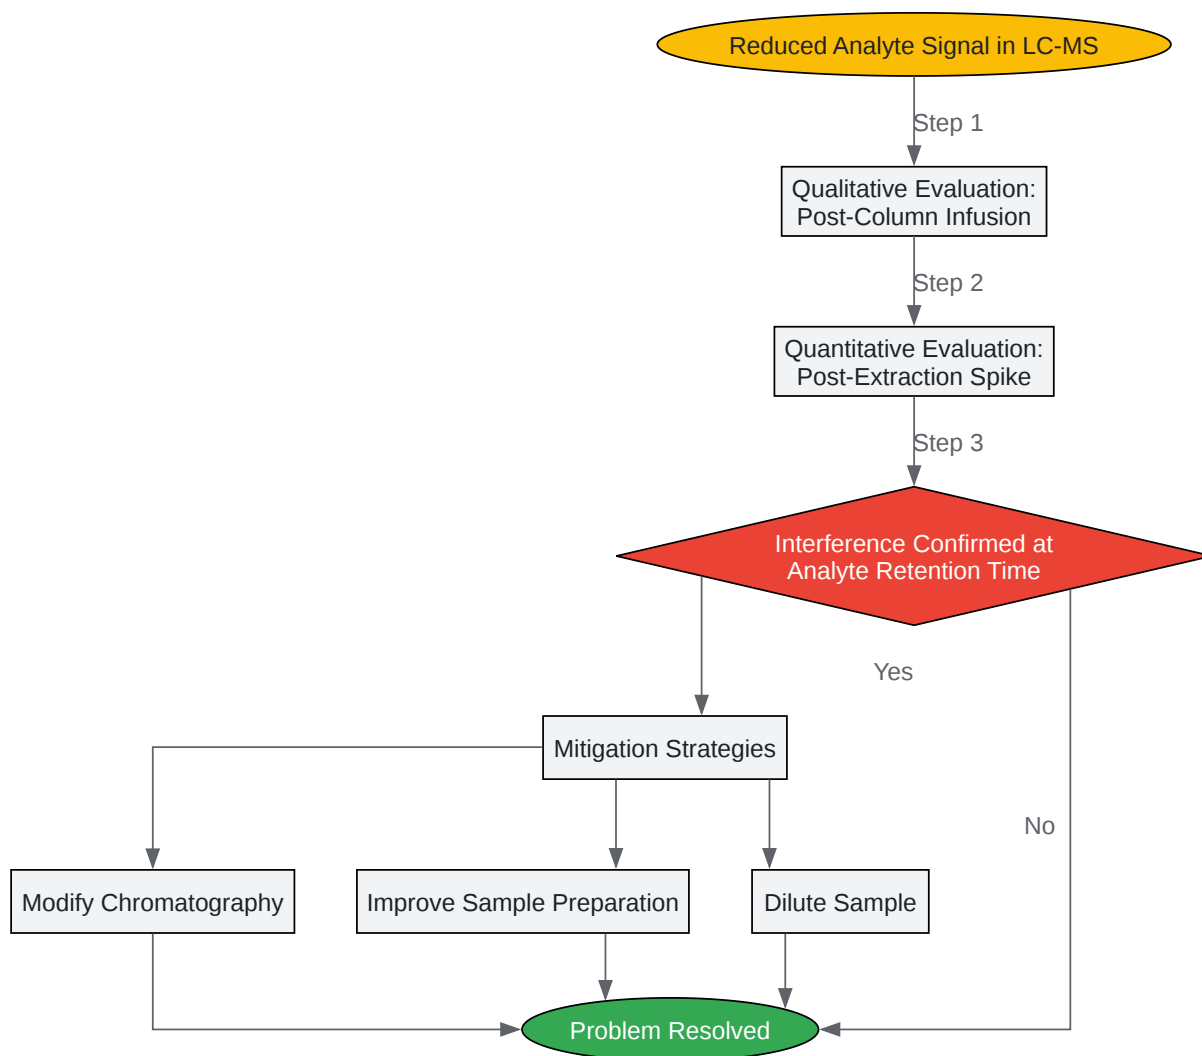 Reduced Analyte Signal in LC-MS
Step 1
Qualitative Evaluation:
Post-Column Infusion
Step 2
Quantitative Evaluation:
Post-Extraction Spike
Step 3
Interference Confirmed at
Analyte Retention Time
Yes
Mitigation Strategies
No
Modify Chromatography
Improve Sample Preparation
Dilute Sample
Problem Resolved